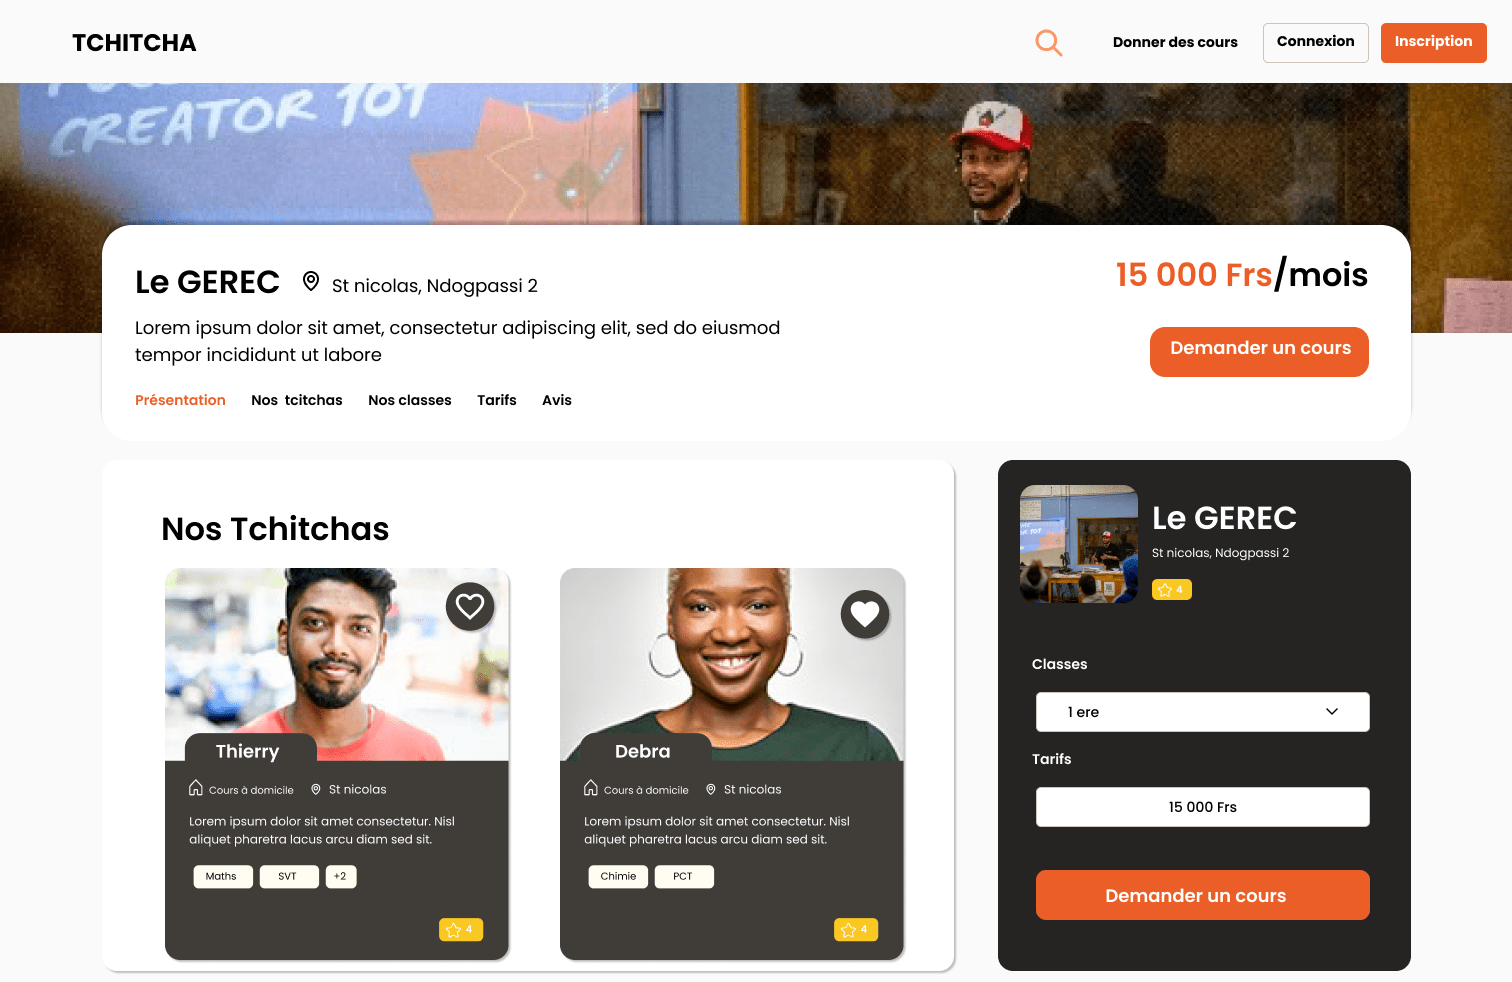 TCHITCHA
Donner des cours
Connexion
Inscription
CREATOR 101
Le GEREC
St nicolas, Ndogpassi 2
15 000 Frs/mois
Lorem ipsum dolor sit amet, consectetur adipiscing elit, sed do eiusmod
tempor incididunt ut labore
Demander un cours
Présentation
Nos tcitchas
Nos classes
Tarifs
Avis
Nos Tchitchas
Thierry
Cours à domicile
St nicolas
Lorem ipsum dolor sit amet consectetur. Nisl
aliquet pharetra lacus arcu diam sed sit.
Maths
SVT
+2
4
Debra
Cours à domicile
St nicolas
Lorem ipsum dolor sit amet consectetur. Nisl
aliquet pharetra lacus arcu diam sed sit.
Chimie
PCT
4
Le GEREC
St nicolas, Ndogpassi 2
4
Classes
1 ere
Tarifs
15 000 Frs
Demander un cours